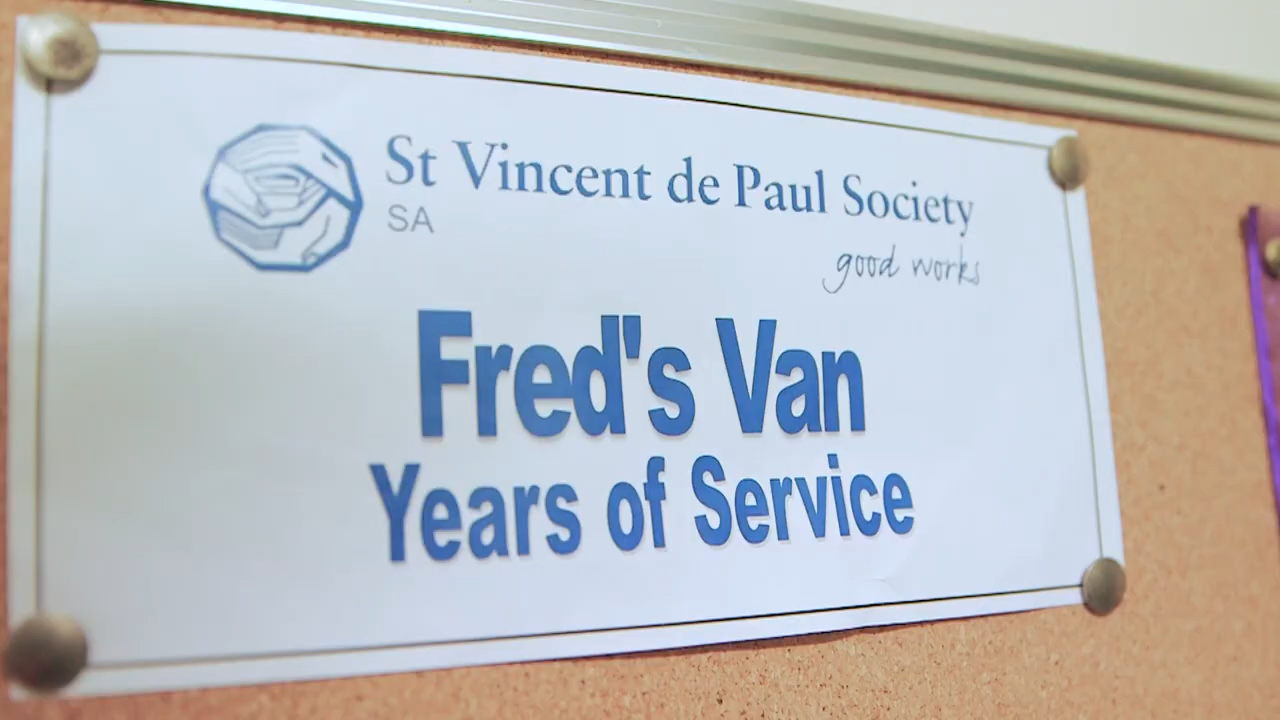 St Vincent de Paul Society
SA
good works
Fred's Van
Years of Service